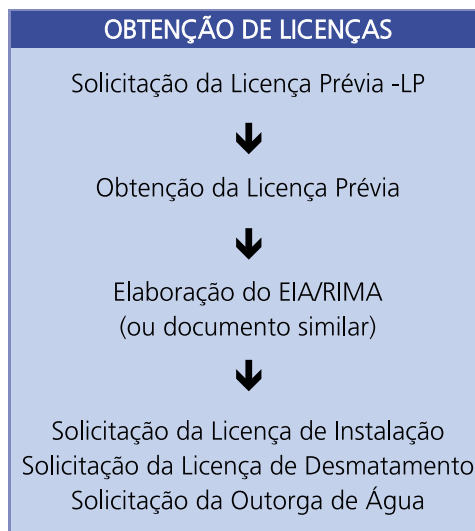 OBTENÇÃO DE LICENÇAS
Solicitação da Licença Prévia -LP
Obtenção da Licença Prévia
Elaboração do EIA/RIMA
(ou documento similar)
Solicitação da Licença de Instalação
Solicitação da Licença de Desmatamento
Solicitação da Outorga de Água